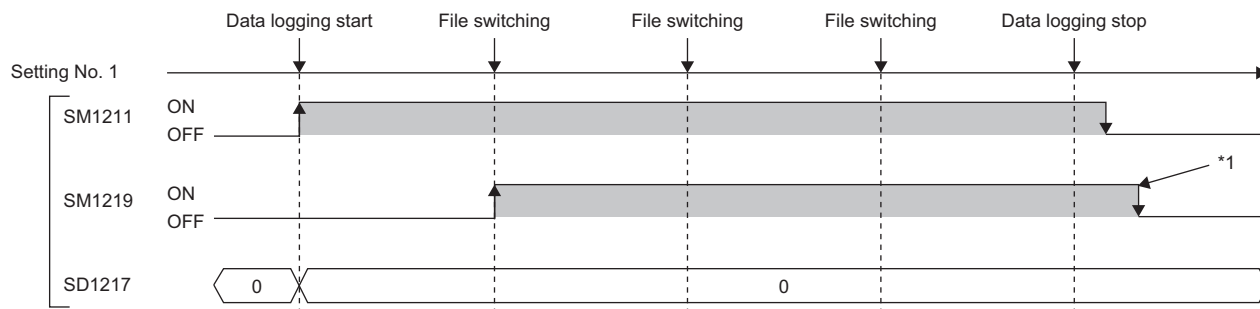 Data logging start File switching File switching File switching Data logging stop
Setting No. 1
SM1211 ON
OFF
*1
SM1219 ON
OFF
SD1217 0 0